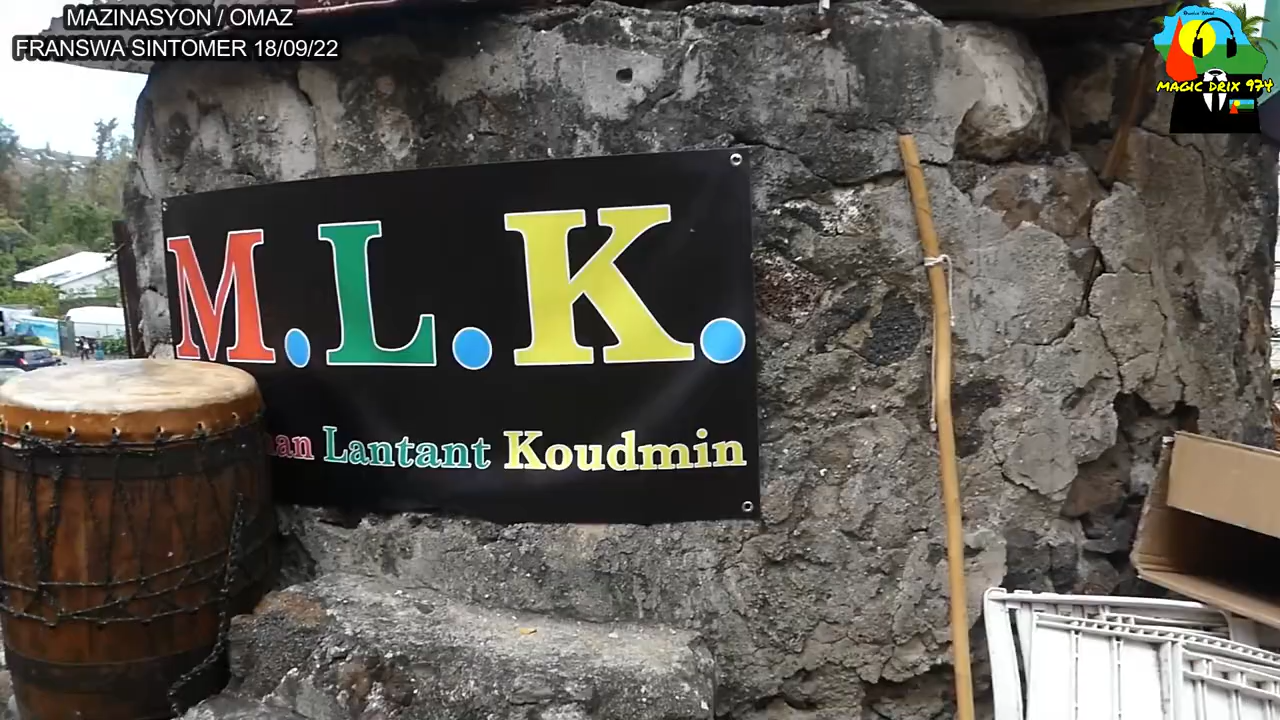 MAZINASYON / OMAZ
FRANSWA SINTOMER 18/09/22
MAGIC DRIX 974
M.L.K.
Lantant Koudmin